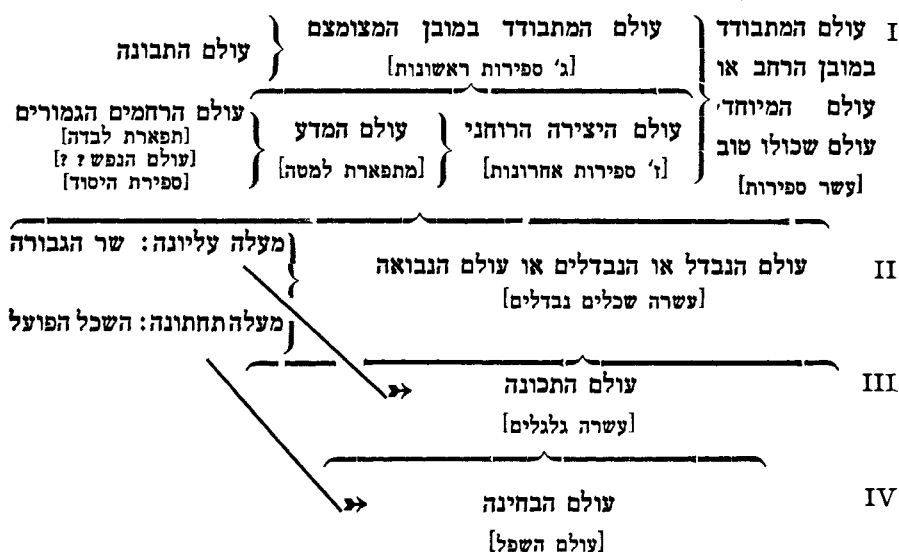 I
עולם המתבודד
במובן הרחב או
עולם המיוחד,
עולם שכולו טוב
[עשר ספירות]
עולם המתבודד במובן המצומצם
[ג' ספירות ראשונות]
עולם התבונה
עולם היצירה הרוחני
[ז' ספירות אחרונות]
עולם המדע
[מתפארת למטה]
עולם הרחמים הגמורים
[תפארת לבדה]
[עולם הנפש ? ?]
[ספירת היסוד]
II
עולם הנבדל או הנבדלים או עולם הנבואה
[עשרה שכלים נבדלים]
מעלה עליונה: שר הגבורה
מעלה תחתונה: השכל הפועל
III
עולם התכונה
[עשרה גלגלים]
IV
עולם הבחינה
[עולם השפל]